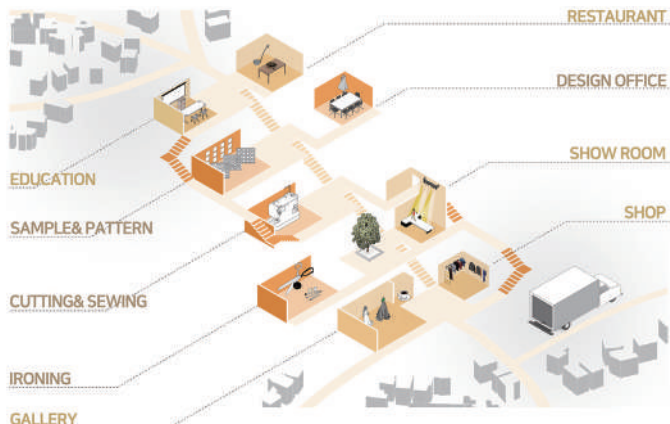 RESTAURANT
DESIGN OFFICE
SHOW ROOM
SHOP
EDUCATION
SAMPLE& PATTERN
CUTTING& SEWING
IRONING
GALLERY